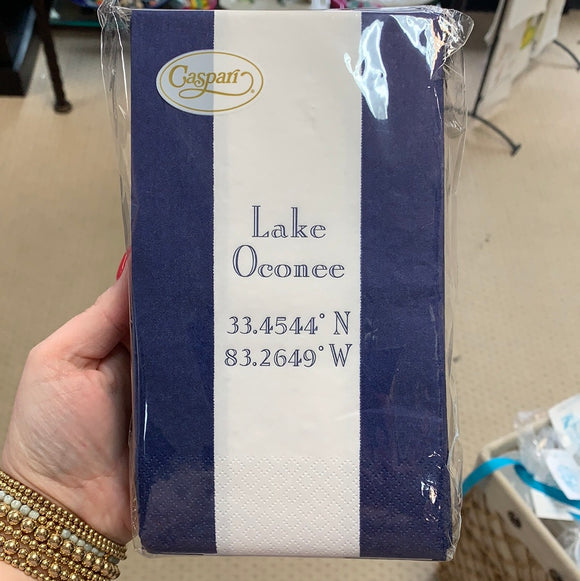 Caspari®
Lake
Oconee
33.4544° N
83.2649° W